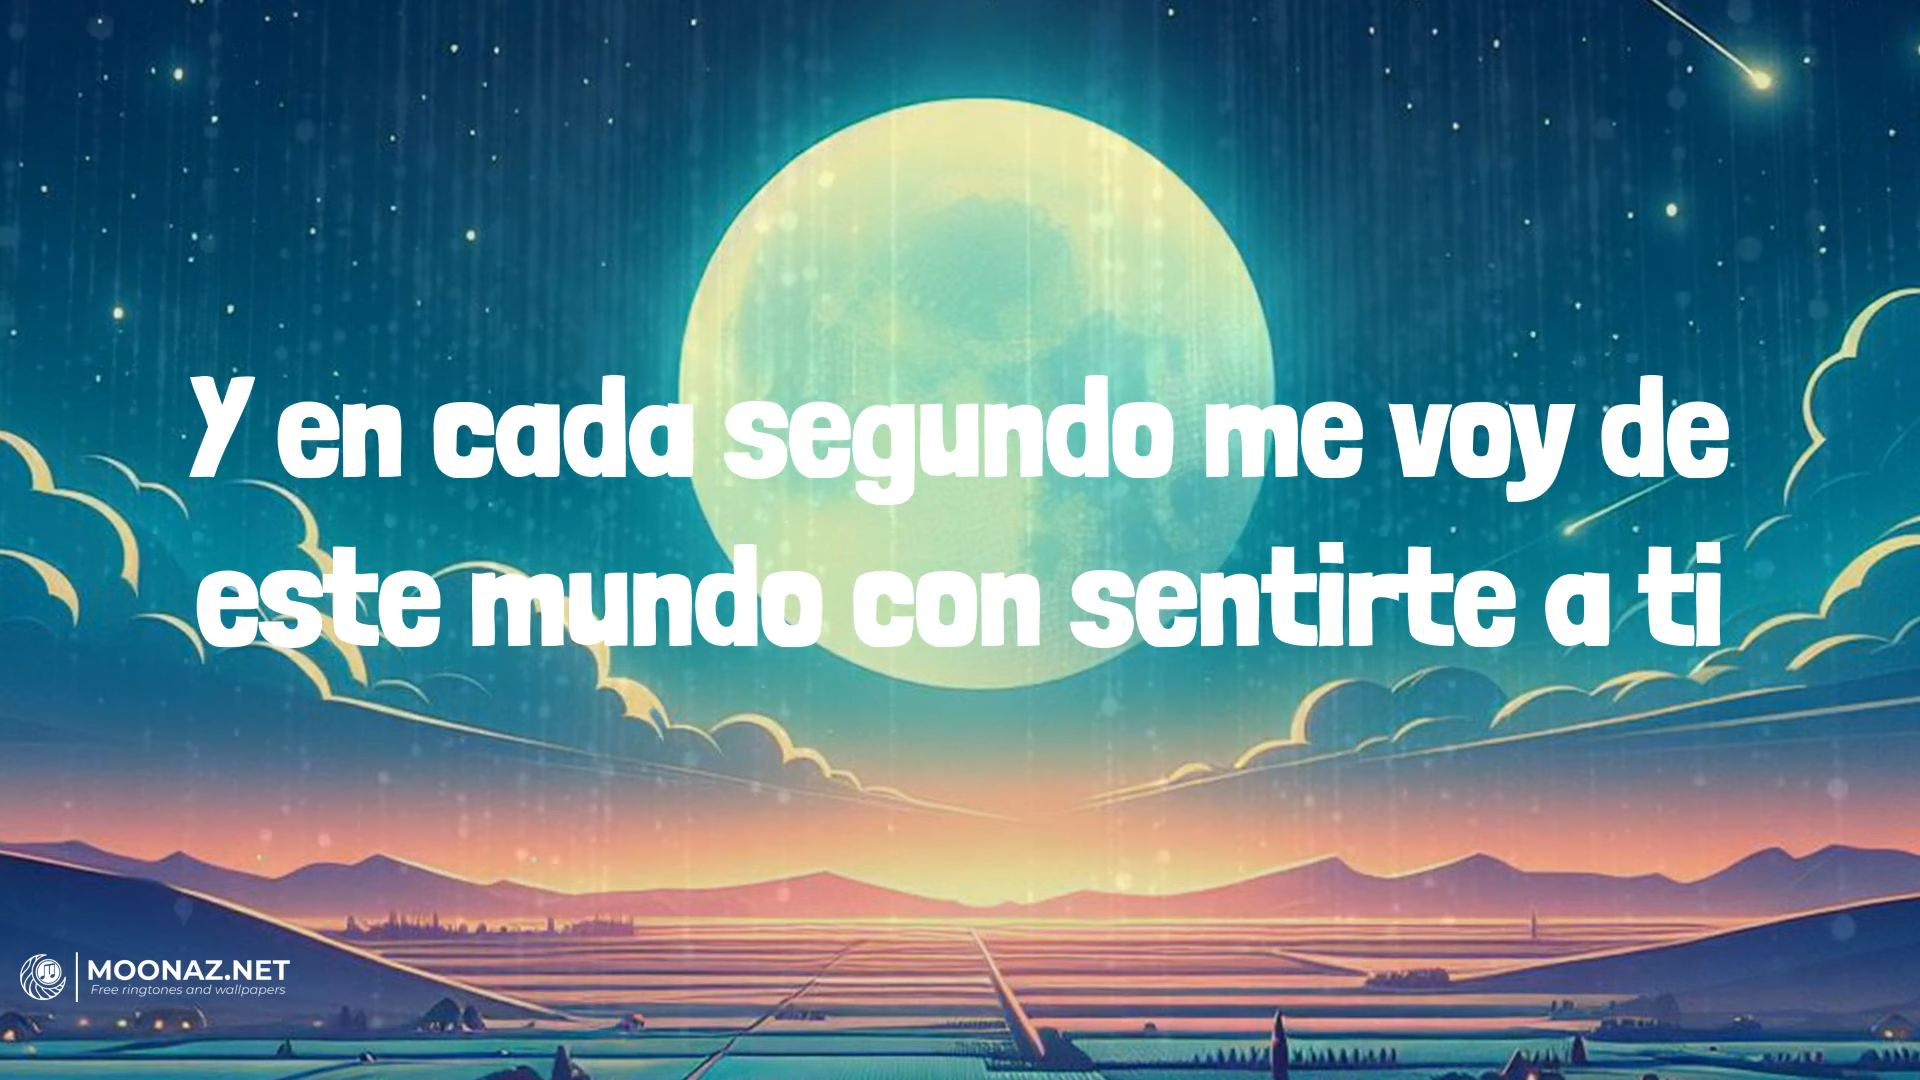 Y en cada segundo me voy de
este mundo con sentirte a ti
MOONAZ.NET
Free ringtones and wallpapers